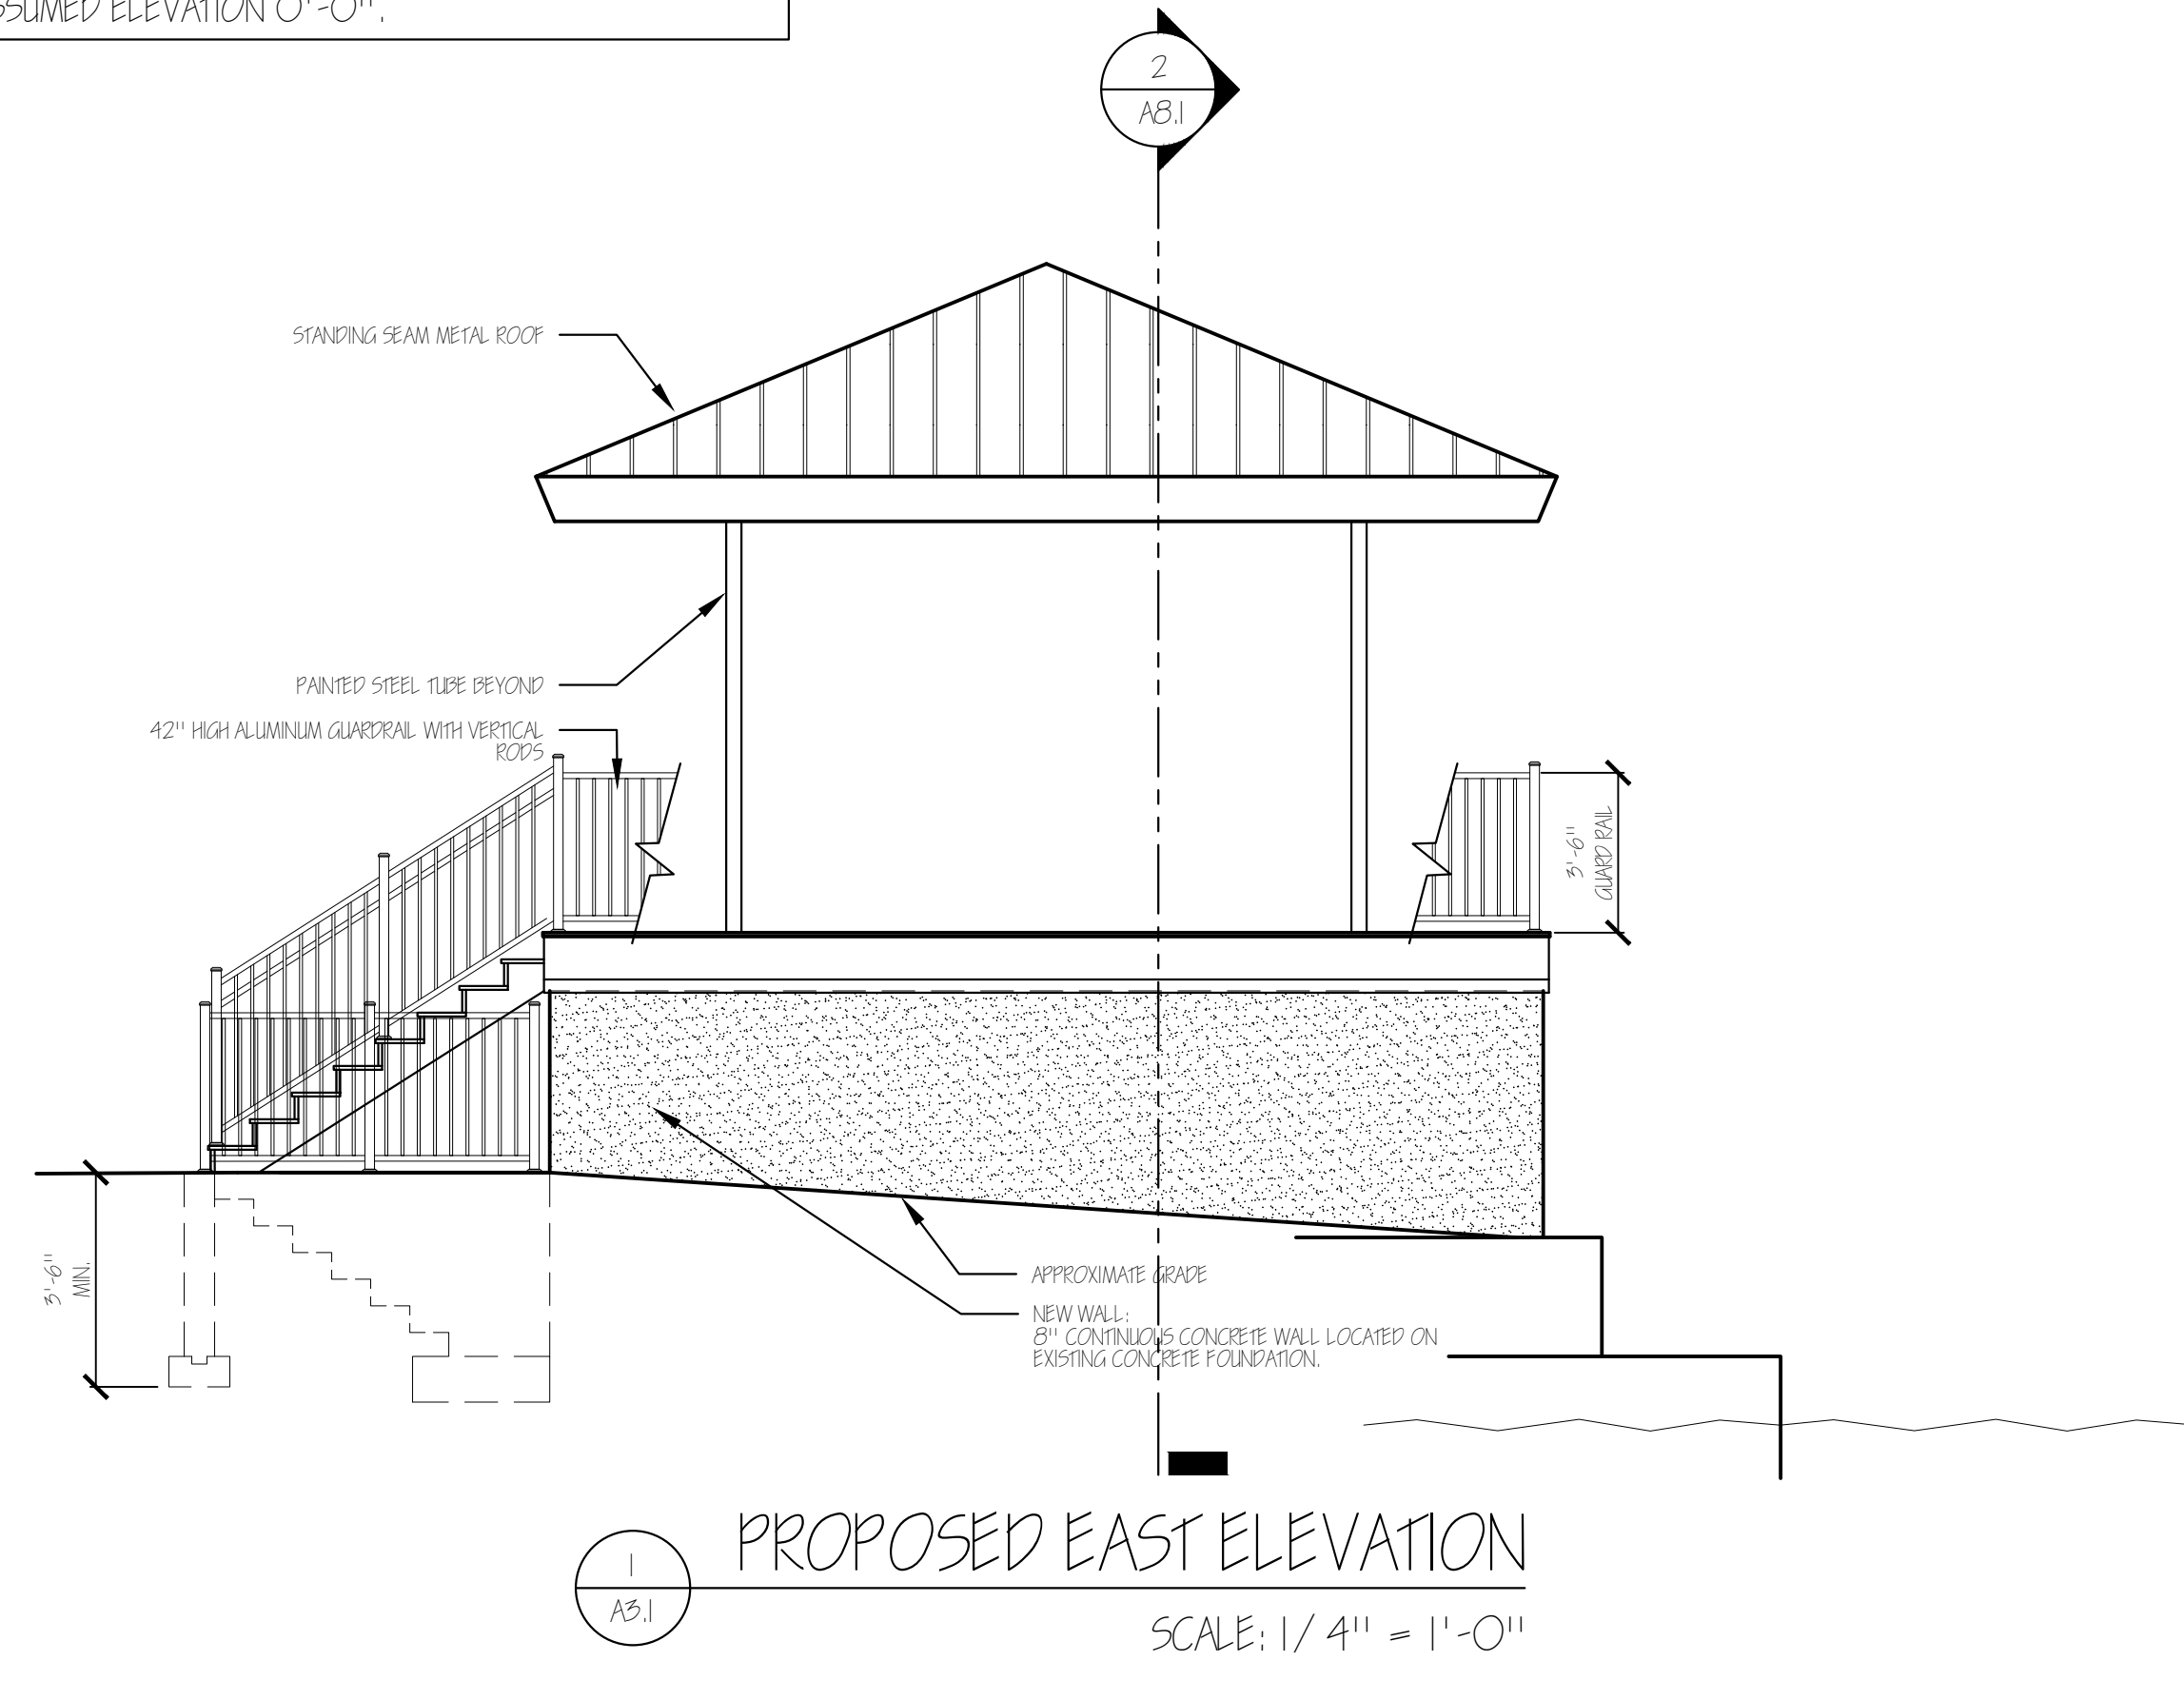 ASSUMED ELEVATION 0'-0".
2
A8.1
STANDING SEAM METAL ROOF
PAINTED STEEL TUBE BEYOND
42" HIGH ALUMINUM GUARDRAIL WITH VERTICAL
RODS
3'-6"
GUARD RAIL
3'-6"
MIN.
APPROXIMATE GRADE
NEW WALL:
8" CONTINUOUS CONCRETE WALL LOCATED ON
EXISTING CONCRETE FOUNDATION.
PROPOSED EAST ELEVATION
1
A3.1
SCALE: 1/4" = 1'-0"